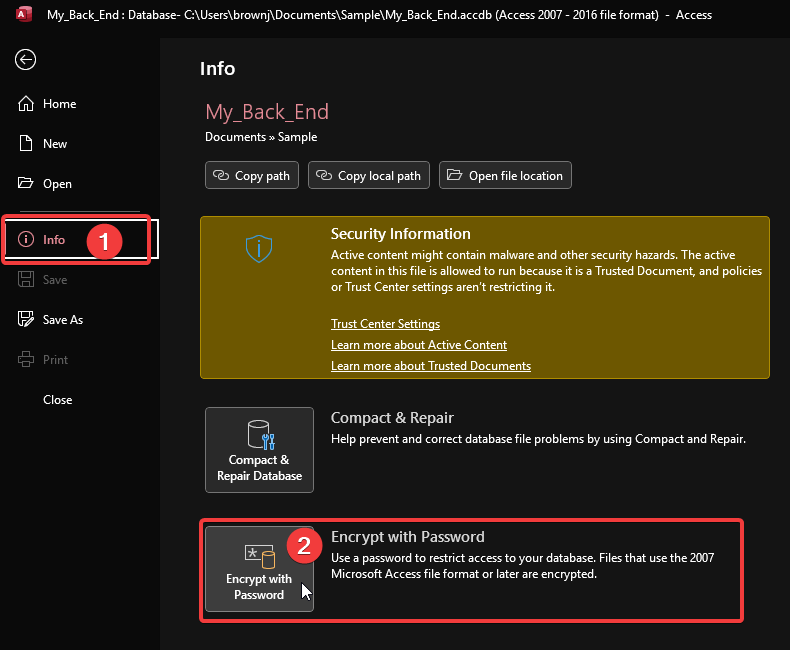 My_Back_End : Database- C:\Users\brownj\Documents\Sample\My_Back_End.accdb (Access 2007 - 2016 file format)  -  Access
Home
New
Open
Info
1
Save
Save As
Print
Close
Info
My_Back_End
Documents » Sample
Copy path
Copy local path
Open file location
Security Information
Active content might contain malware and other security hazards. The active
content in this file is allowed to run because it is a Trusted Document, and policies
or Trust Center settings aren't restricting it.
Trust Center Settings
Learn more about Active Content
Learn more about Trusted Documents
Compact &
Repair Database
Compact & Repair
Help prevent and correct database file problems by using Compact and Repair.
2
Encrypt with
Password
Encrypt with Password
Use a password to restrict access to your database. Files that use the 2007
Microsoft Access file format or later are encrypted.